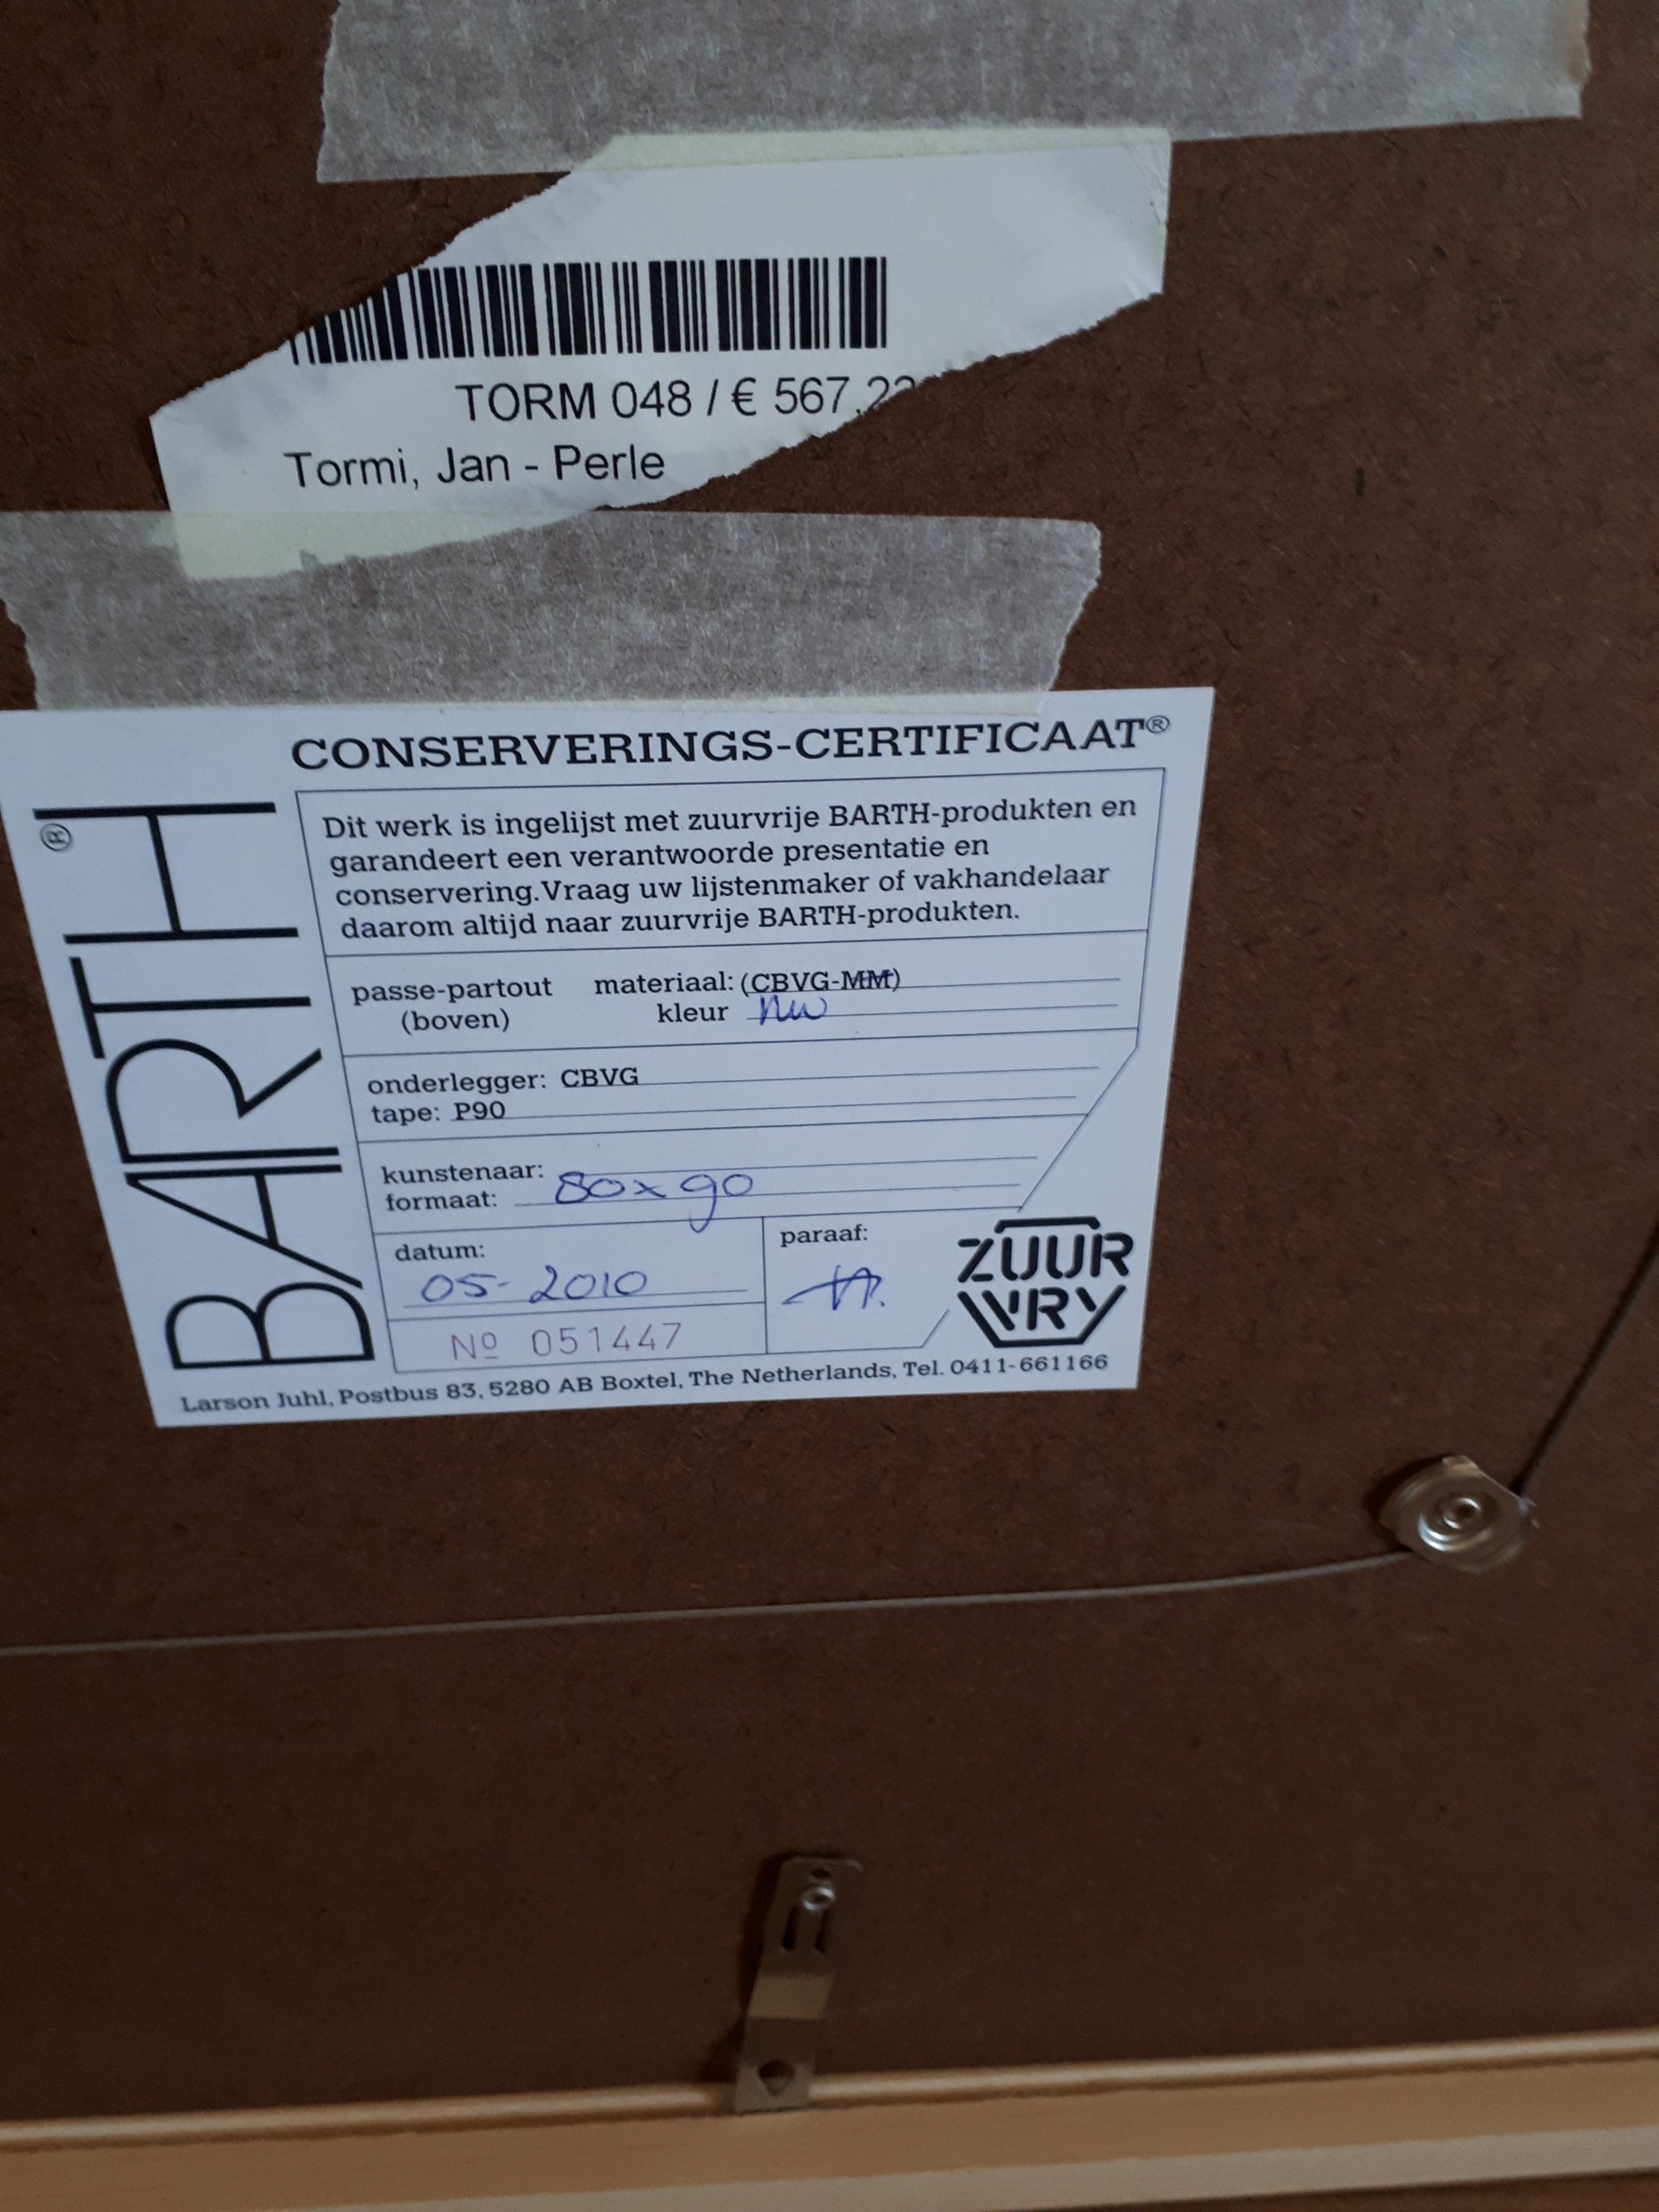 TORM 048 / € 567,22
Tormi, Jan - Perle
CONSERVERINGS-CERTIFICAAT®
BARTH®
Dit werk is ingelijst met zuurvrije BARTH-produkten en
garandeert een verantwoorde presentatie en
conservering. Vraag uw lijstenmaker of vakhandelaar
daarom altijd naar zuurvrije BARTH-produkten.
passe-partout materiaal: (CBVG-MM)
(boven) kleur nw
onderlegger: CBVG
tape: P90
kunstenaar:
formaat: 80x90
datum: paraaf:
05-2010
Nº 051447
ZUUR
VRY
Larson Juhl, Postbus 83, 5280 AB Boxtel, The Netherlands, Tel. 0411-661166